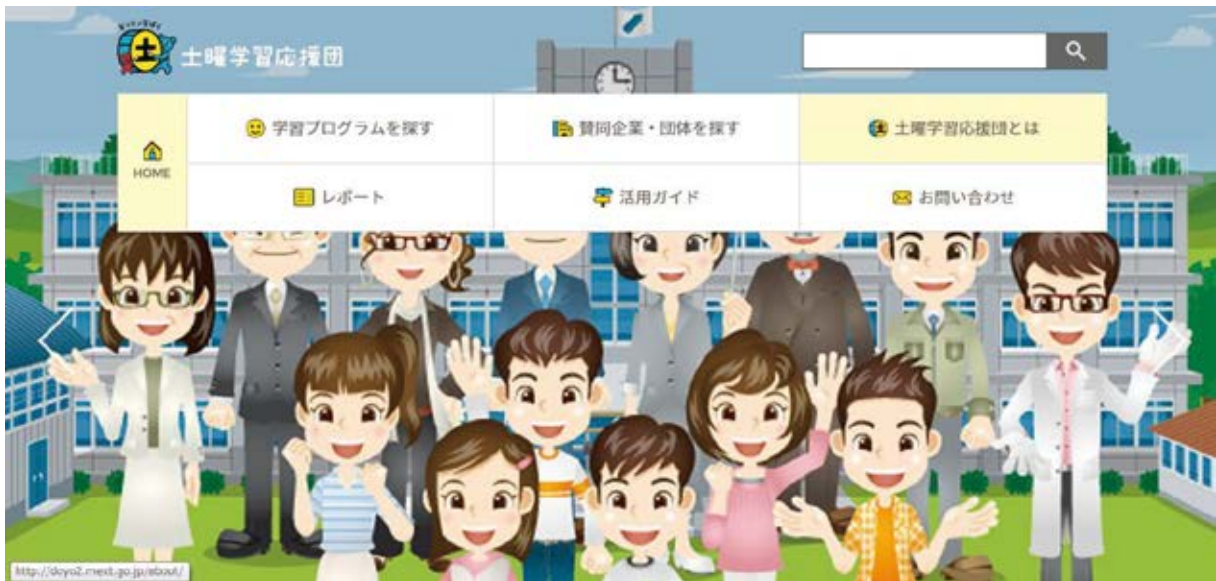 土曜学習応援団
HOME
学習プログラムを探す
賛同企業・団体を探す
土曜学習応援団とは
レポート
活用ガイド
お問い合わせ
http://doyo2.mext.go.jp/about/